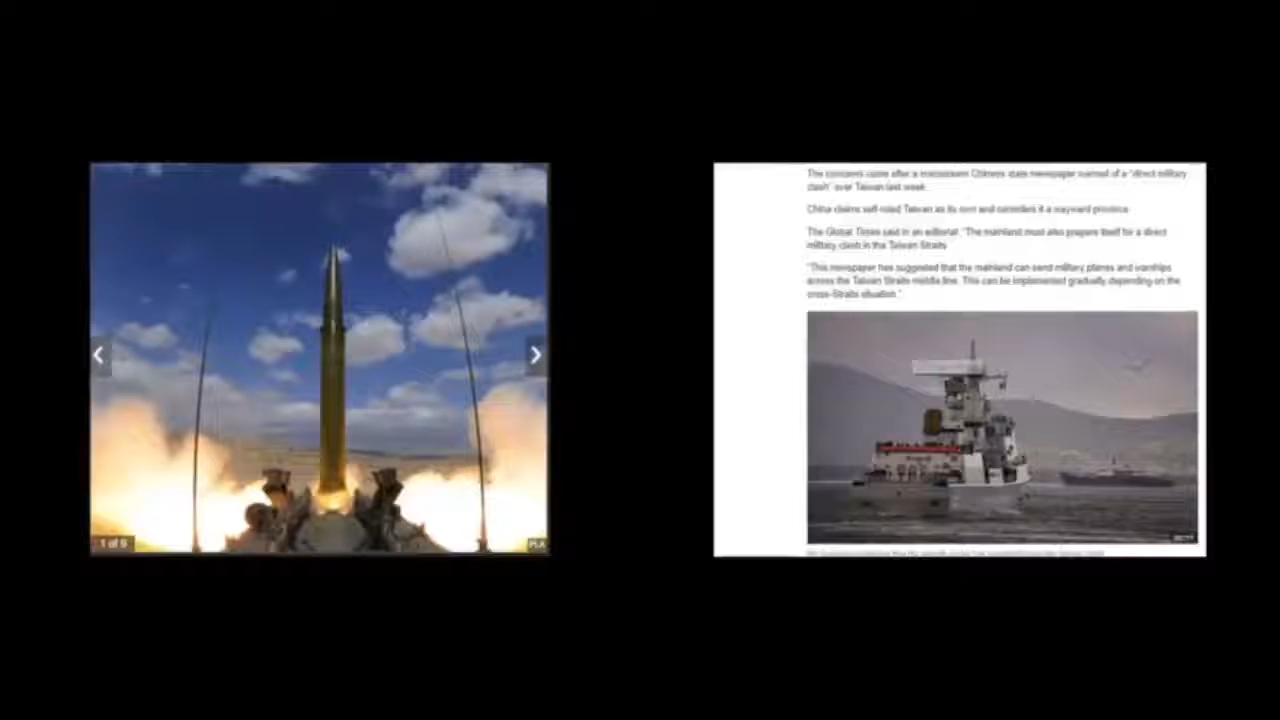 1 of 9
PLA
The concerns came after a mainstream Chinese state newspaper warned of a "direct military
clash" over Taiwan last week.
China claims self-ruled Taiwan as its own and considers it a wayward province.
The Global Times said in an editorial: "The mainland must also prepare itself for a direct
military clash in the Taiwan Straits.
"This newspaper has suggested that the mainland can send military planes and warships
across the Taiwan Straits middle line. This can be implemented gradually depending on the
cross-Straits situation."
GETTY